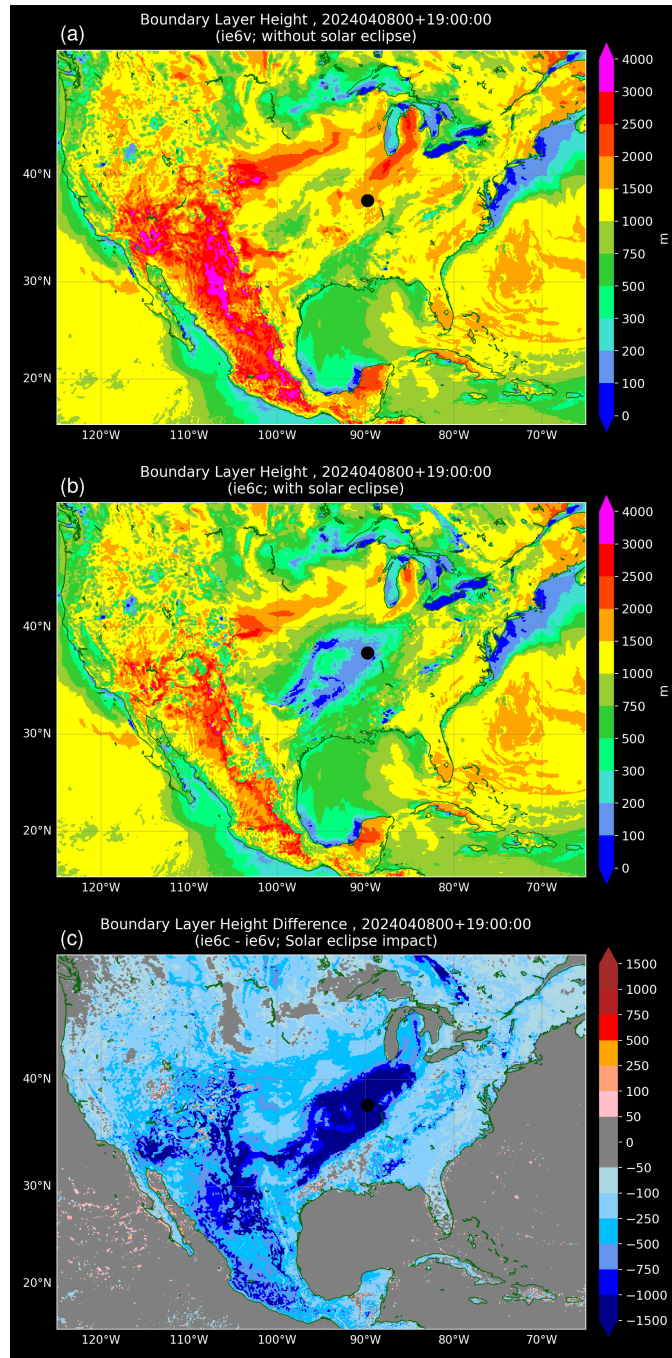 Boundary Layer Height , 2024040800+19:00:00
(a)
(ie6v; without solar eclipse)
4000
3000
2500
2000
1500
1000
750
500
300
200
100
0
m
40°N
30°N
20°N
120°W
110°W
100°W
90°W
80°W
70°W
Boundary Layer Height , 2024040800+19:00:00
(b)
(ie6c; with solar eclipse)
4000
3000
2500
2000
1500
1000
750
500
300
200
100
0
m
40°N
30°N
20°N
120°W
110°W
100°W
90°W
80°W
70°W
Boundary Layer Height Difference , 2024040800+19:00:00
(c)
(ie6c - ie6v; Solar eclipse impact)
1500
1000
750
500
250
100
50
0
−50
−100
−250
−500
−750
−1000
−1500
40°N
30°N
20°N
120°W
110°W
100°W
90°W
80°W
70°W